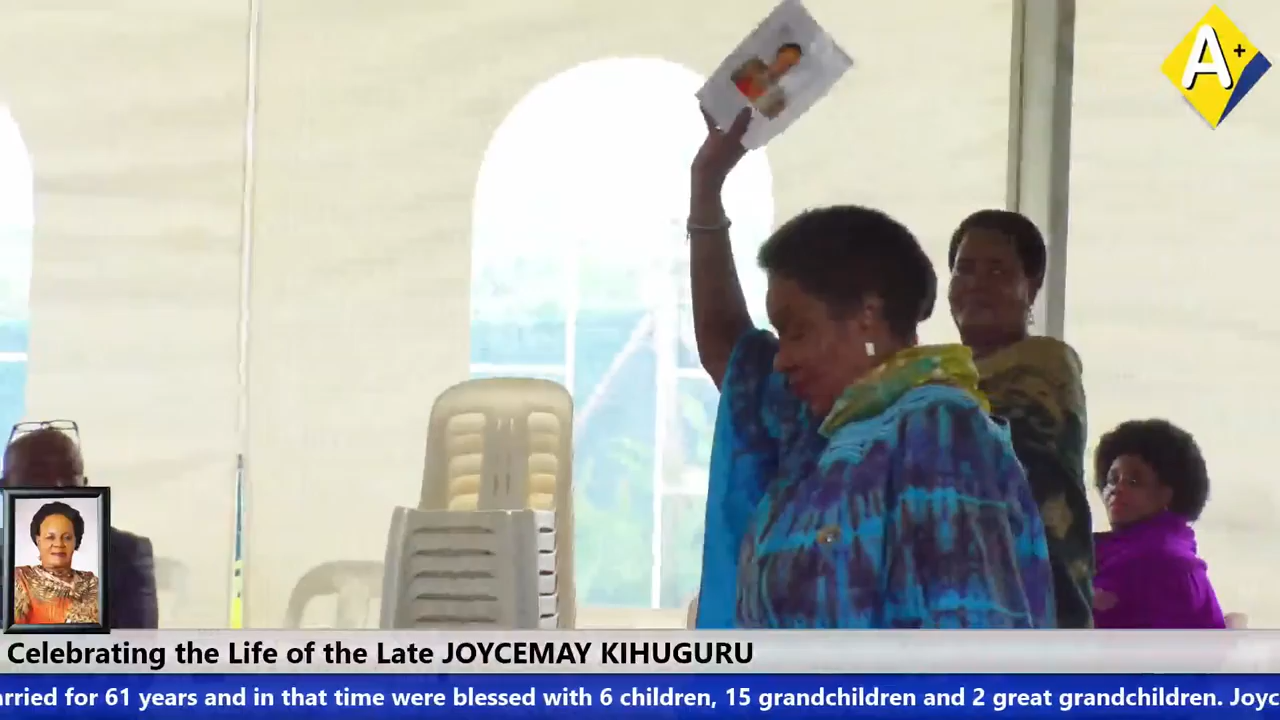 A+
Celebrating the Life of the Late JOYCEMAY KIHUGURU
arried for 61 years and in that time were blessed with 6 children, 15 grandchildren and 2 great grandchildren. Joyc